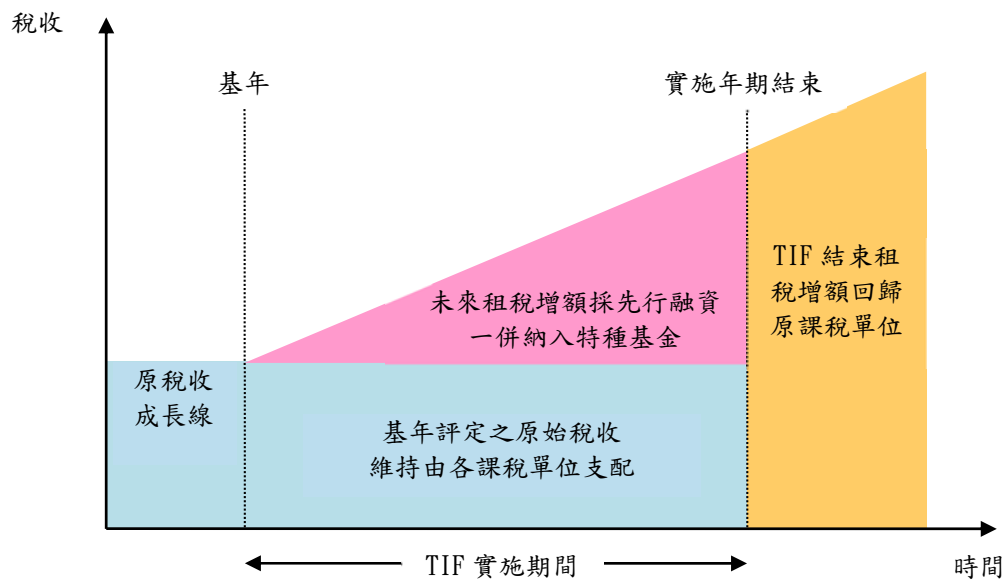 稅收
基年
實施年期結束
未來租稅增額採先行融資
一併納入特種基金
TIF 結束租
稅增額回歸
原課稅單位
原稅收
成長線
基年評定之原始稅收
維持由各課稅單位支配
TIF 實施期間
時間